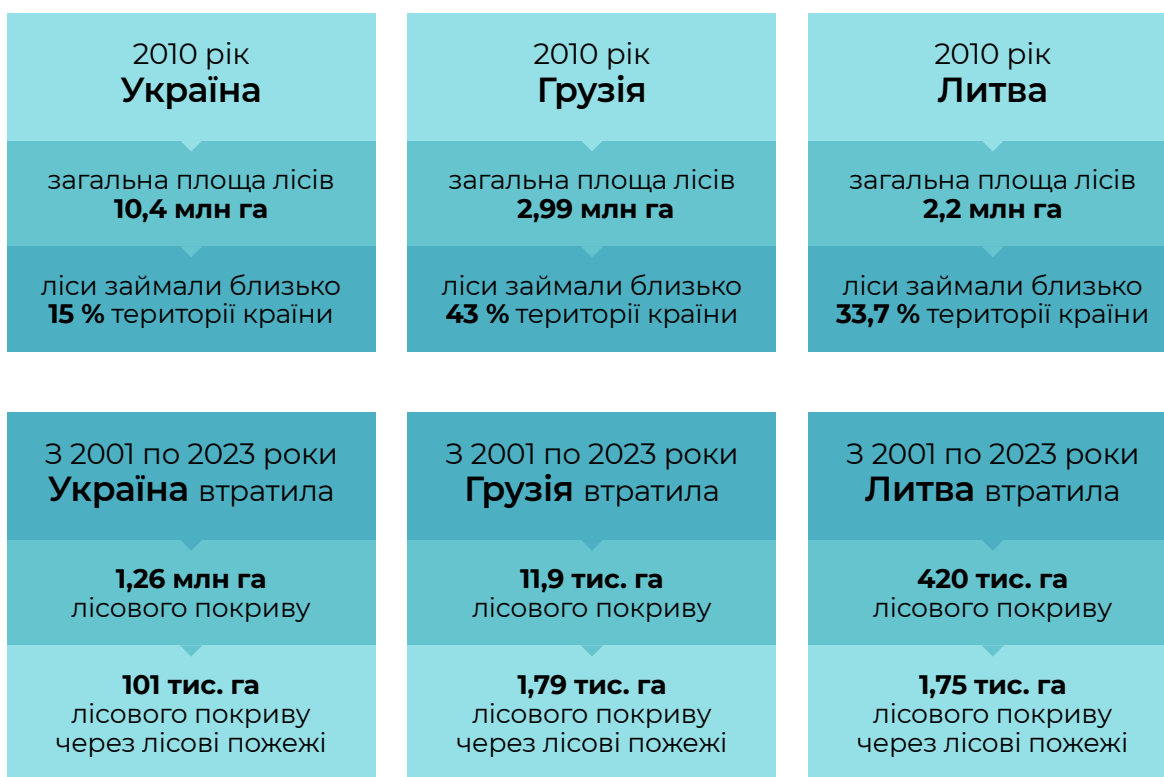 2010 рік
Україна
загальна площа лісів
10,4 млн га
ліси займали близько
15 % території країни
2010 рік
Грузія
загальна площа лісів
2,99 млн га
ліси займали близько
43 % території країни
2010 рік
Литва
загальна площа лісів
2,2 млн га
ліси займали близько
33,7 % території країни
З 2001 по 2023 роки
Україна втратила
1,26 млн га
лісового покриву
101 тис. га
лісового покриву
через лісові пожежі
З 2001 по 2023 роки
Грузія втратила
11,9 тис. га
лісового покриву
1,79 тис. га
лісового покриву
через лісові пожежі
З 2001 по 2023 роки
Литва втратила
420 тис. га
лісового покриву
1,75 тис. га
лісового покриву
через лісові пожежі